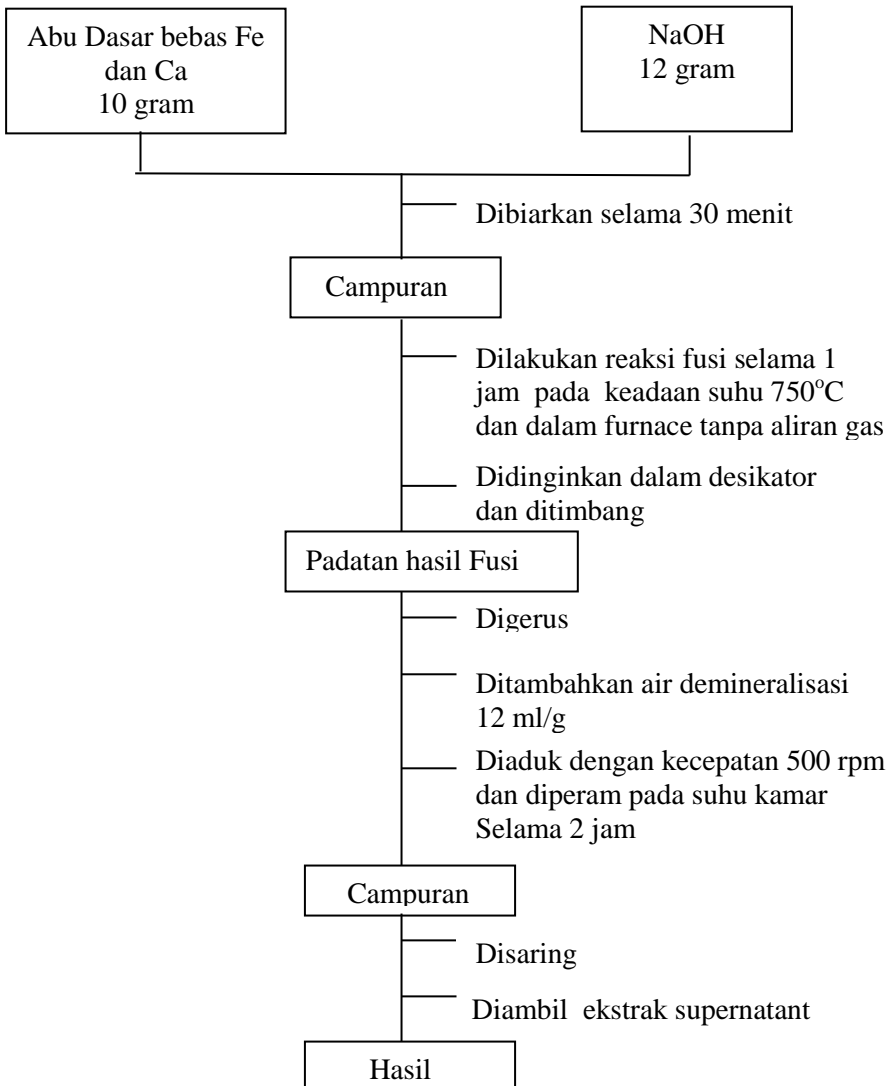 Abu Dasar bebas Fe
dan Ca
10 gram
NaOH
12 gram
Dibiarkan selama 30 menit
Campuran
Dilakukan reaksi fusi selama 1
jam pada keadaan suhu 750°C
dan dalam furnace tanpa aliran gas
Didinginkan dalam desikator
dan ditimbang
Padatan hasil Fusi
Digerus
Ditambahkan air demineralisasi
12 ml/g
Diaduk dengan kecepatan 500 rpm
dan diperam pada suhu kamar
Selama 2 jam
Campuran
Disaring
Diambil ekstrak supernatant
Hasil